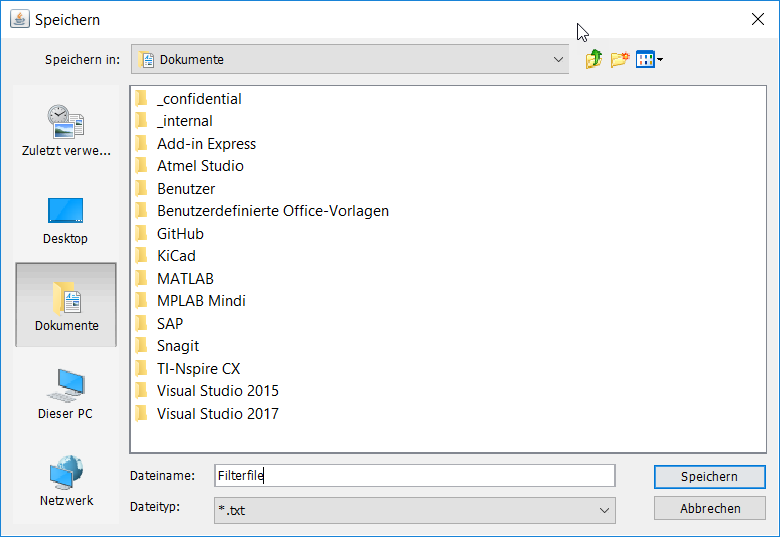 Speichern
Speichern in:
Dokumente
Zuletzt verwe...
Desktop
Dokumente
Dieser PC
Netzwerk
_confidential
_internal
Add-in Express
Atmel Studio
Benutzer
Benutzerdefinierte Office-Vorlagen
GitHub
KiCad
MATLAB
MPLAB Mindi
SAP
Snagit
TI-Nspire CX
Visual Studio 2015
Visual Studio 2017
Dateiname:
Filterfile
Speichern
Dateityp:
*.txt
Abbrechen